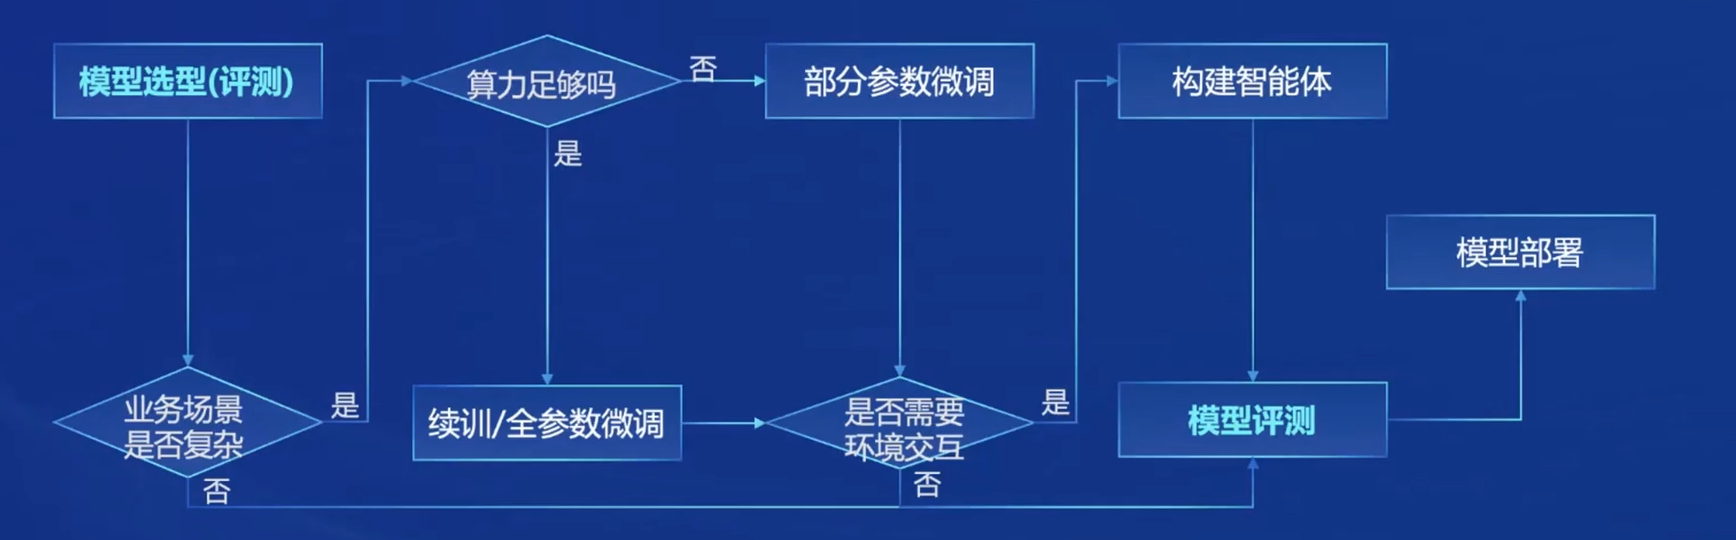 模型选型(评测)
算力足够吗
否
部分参数微调
构建智能体
是
模型部署
业务场景
是否复杂
是
续训/全参数微调
是否需要
环境交互
是
模型评测
否
否